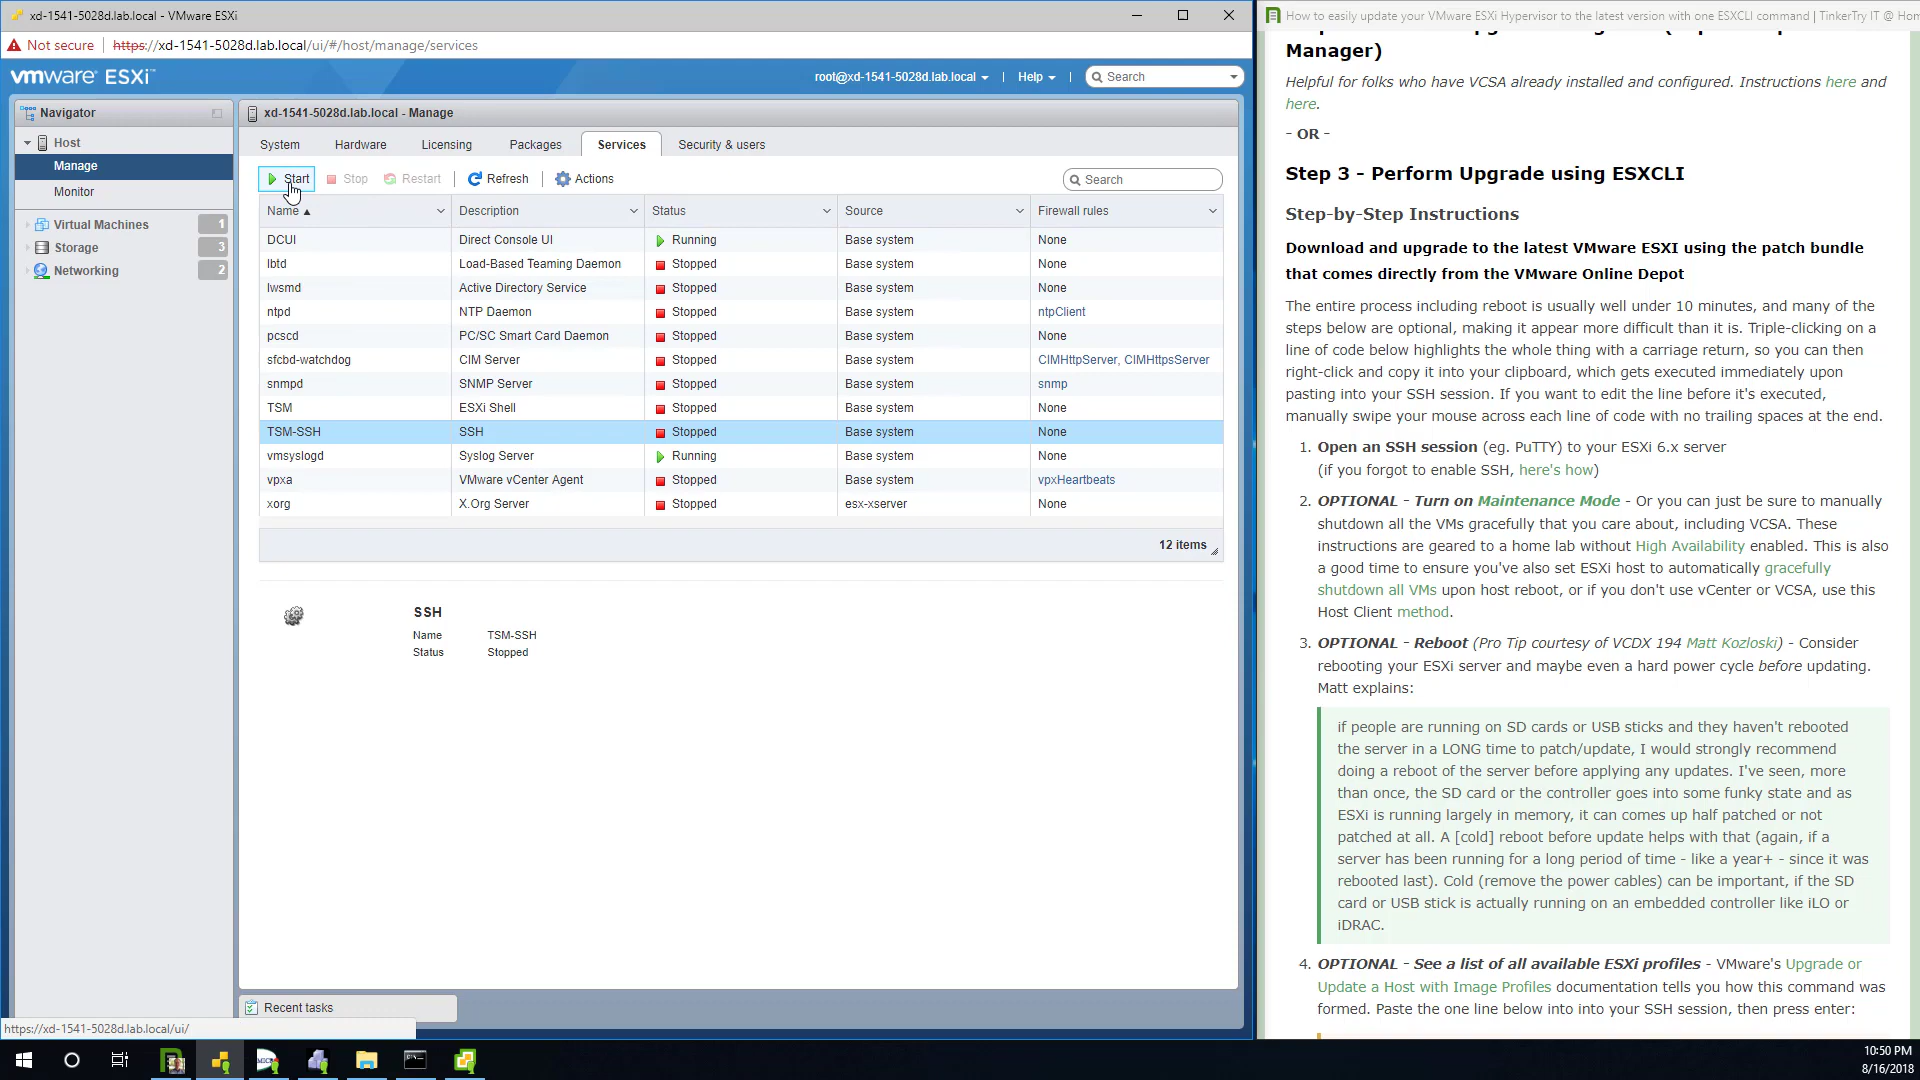 xd-1541-5028d.lab.local - VMware ESXi
Not secure | https://xd-1541-5028d.lab.local/ui/#/host/manage/services
vmware ESXi
root@xd-1541-5028d.lab.local | Help | Search
Navigator
Host
Manage
Monitor
Virtual Machines 1
Storage 3
Networking 2
xd-1541-5028d.lab.local - Manage
System Hardware Licensing Packages Services Security & users
Start Stop Restart Refresh Actions Search
Name Description Status Source Firewall rules
DCUI Direct Console UI Running Base system None
lbtd Load-Based Teaming Daemon Stopped Base system None
lwsmd Active Directory Service Stopped Base system None
ntpd NTP Daemon Stopped Base system ntpClient
pcscd PC/SC Smart Card Daemon Stopped Base system None
sfcbd-watchdog CIM Server Stopped Base system CIMHttpServer, CIMHttpsServer
snmpd SNMP Server Stopped Base system snmp
TSM ESXi Shell Stopped Base system None
TSM-SSH SSH Stopped Base system None
vmsyslogd Syslog Server Running Base system None
vpxa VMware vCenter Agent Stopped Base system vpxHeartbeats
xorg X.Org Server Stopped esx-xserver None
12 items
SSH
Name TSM-SSH
Status Stopped
Recent tasks
https://xd-1541-5028d.lab.local/ui/
How to easily update your VMware ESXi Hypervisor to the latest version with one ESXCLI command | TinkerTry IT @ Hom
Manager)
Helpful for folks who have VCSA already installed and configured. Instructions here and
here.
- OR -
Step 3 - Perform Upgrade using ESXCLI
Step-by-Step Instructions
Download and upgrade to the latest VMware ESXI using the patch bundle
that comes directly from the VMware Online Depot
The entire process including reboot is usually well under 10 minutes, and many of the
steps below are optional, making it appear more difficult than it is. Triple-clicking on a
line of code below highlights the whole thing with a carriage return, so you can then
right-click and copy it into your clipboard, which gets executed immediately upon
pasting into your SSH session. If you want to edit the line before it's executed,
manually swipe your mouse across each line of code with no trailing spaces at the end.
1. Open an SSH session (eg. PuTTY) to your ESXi 6.x server
(if you forgot to enable SSH, here's how)
2. OPTIONAL - Turn on Maintenance Mode - Or you can just be sure to manually
shutdown all the VMs gracefully that you care about, including VCSA. These
instructions are geared to a home lab without High Availability enabled. This is also
a good time to ensure you've also set ESXi host to automatically gracefully
shutdown all VMs upon host reboot, or if you don't use vCenter or VCSA, use this
Host Client method.
3. OPTIONAL - Reboot (Pro Tip courtesy of VCDX 194 Matt Kozloski) - Consider
rebooting your ESXi server and maybe even a hard power cycle before updating.
Matt explains:
if people are running on SD cards or USB sticks and they haven't rebooted
the server in a LONG time to patch/update, I would strongly recommend
doing a reboot of the server before applying any updates. I've seen, more
than once, the SD card or the controller goes into some funky state and as
ESXi is running largely in memory, it can comes up half patched or not
patched at all. A [cold] reboot before update helps with that (again, if a
server has been running for a long period of time - like a year+ - since it was
rebooted last). Cold (remove the power cables) can be important, if the SD
card or USB stick is actually running on an embedded controller like iLO or
iDRAC.
4. OPTIONAL - See a list of all available ESXi profiles - VMware's Upgrade or
Update a Host with Image Profiles documentation tells you how this command was
formed. Paste the one line below into into your SSH session, then press enter:
10:50 PM
8/16/2018